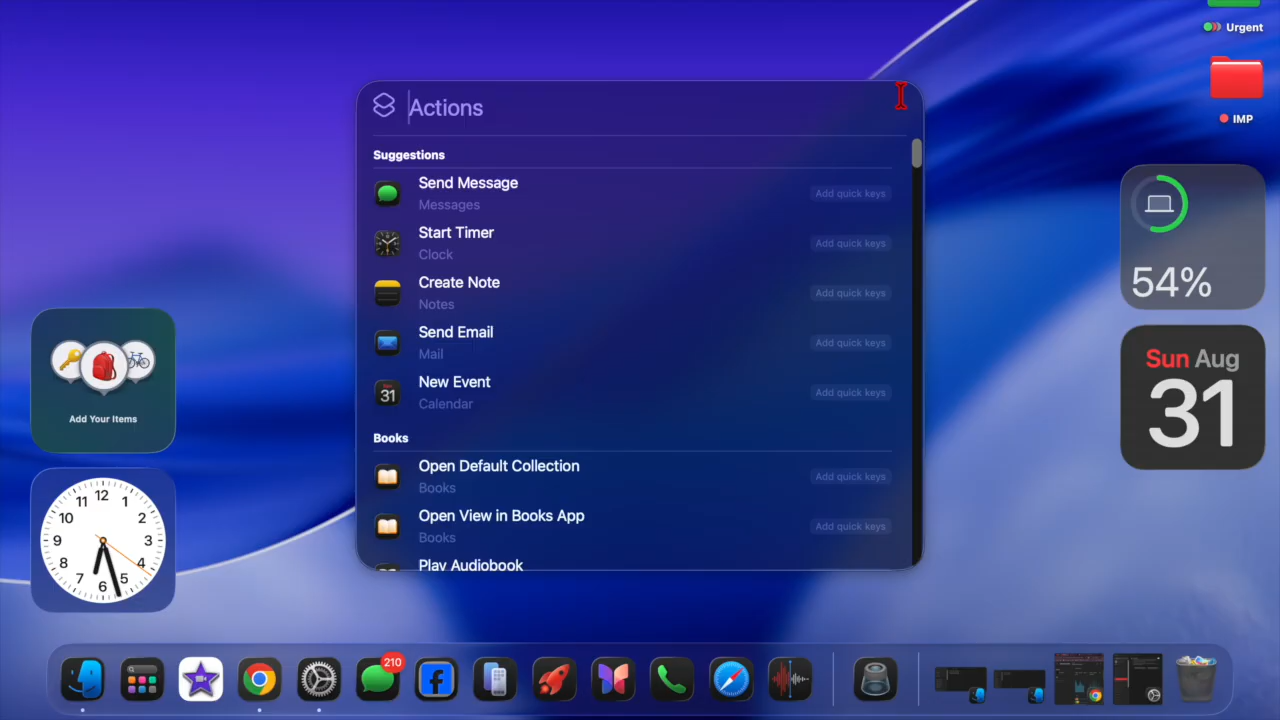 Urgent
IMP
Actions
Suggestions
Send Message
Messages
Add quick keys
Start Timer
Clock
Add quick keys
Create Note
Notes
Add quick keys
Send Email
Mail
Add quick keys
31
New Event
Calendar
Add quick keys
Books
Open Default Collection
Books
Add quick keys
Open View in Books App
Books
Add quick keys
Play Audiobook
54%
Sun Aug
31
Add Your Items
12
1
2
3
4
5
6
7
8
9
10
11
210